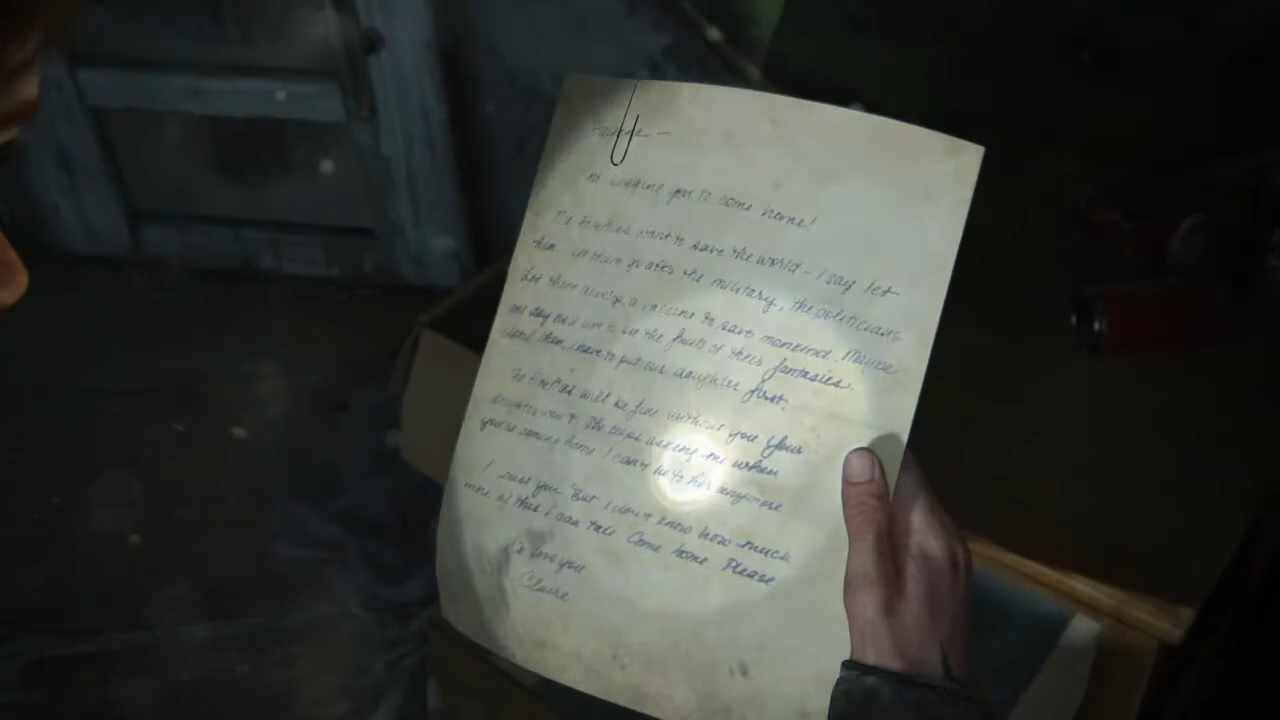 begging you to come home!
The Fireflies want to save the world - I say let
them. Let them go after the military, the politicians,
Let them develop a vaccine to save mankind. Maybe
one day we'll live to see the fruits of their fantasies.
Until then, I have to put our daughter first.
The Fireflies will be fine without you. Your
daughter won't. She keeps asking me when
you're coming home. I can't lie to her anymore
I miss you. But I don't know how much
more of this I can take. Come home. Please
love you
Claire